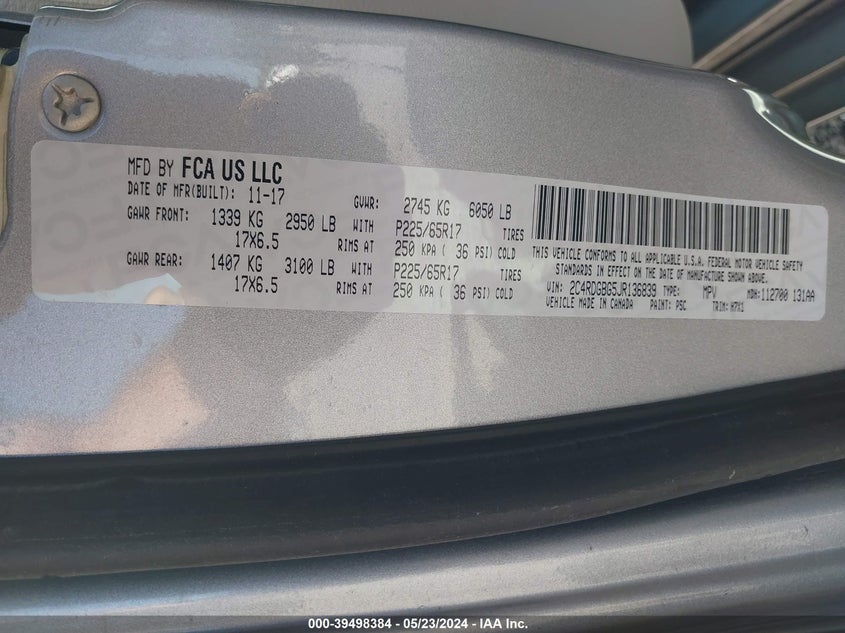 MFD BY FCA US LLC
DATE OF MFR(BUILT): 11-17 GVWR: 2745 KG 6050 LB
GAWR FRONT: 1339 KG 2950 LB WITH P225/65R17 TIRES
17X6.5 RIMS AT 250 KPA ( 36 PSI) COLD
GAWR REAR: 1407 KG 3100 LB WITH P225/65R17 TIRES
17X6.5 RIMS AT 250 KPA ( 36 PSI) COLD
THIS VEHICLE CONFORMS TO ALL APPLICABLE U.S.A. FEDERAL MOTOR VEHICLE SAFETY
STANDARDS IN EFFECT ON THE DATE OF MANUFACTURE SHOWN ABOVE.
VIN: 2C4RDGBG5JR136839 TYPE: MPV MDH:112700 131AA
VEHICLE MADE IN CANADA PAINT: PSC TRIM: H7X1
000-39498384 - 05/23/2024 - IAA Inc.